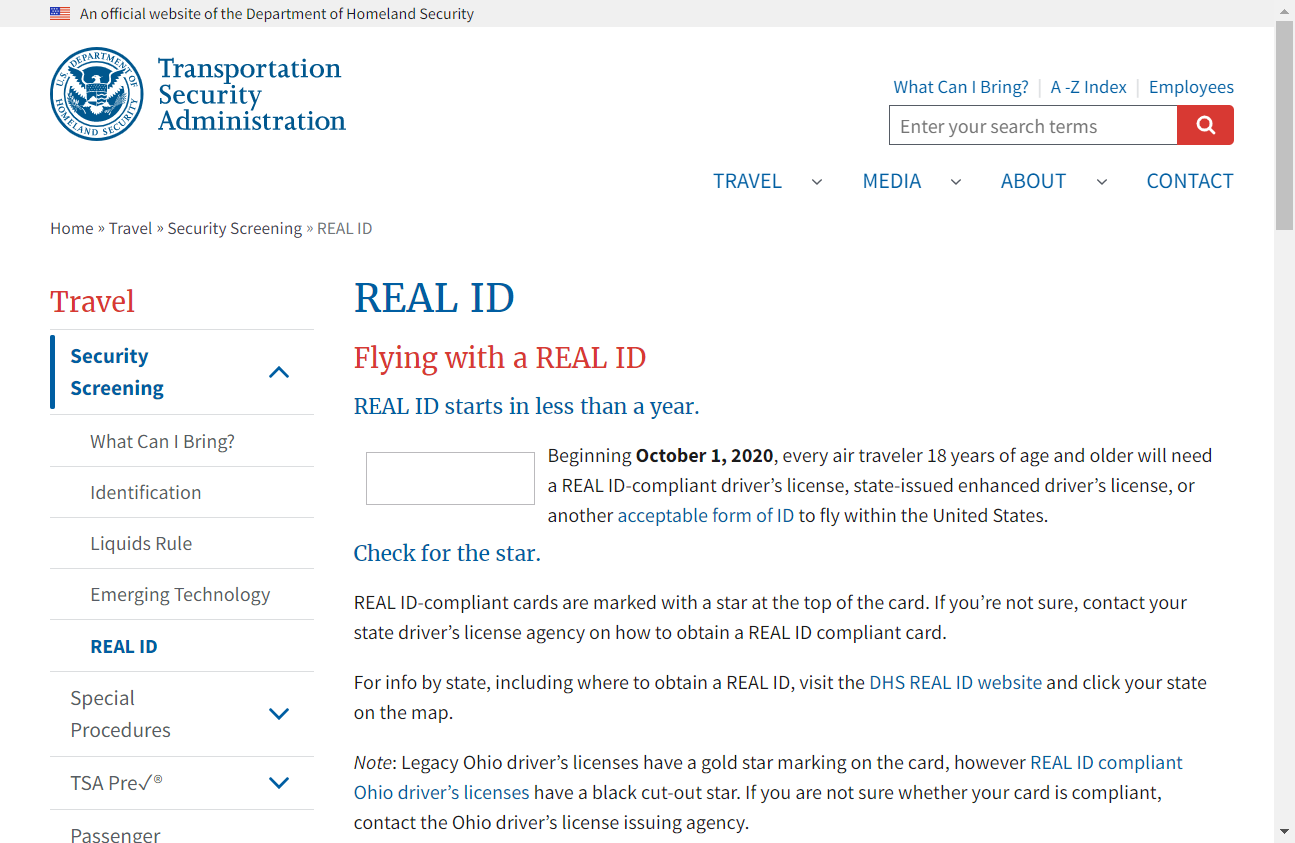 An official website of the Department of Homeland Security
U.S. DEPARTMENT OF HOMELAND SECURITY
Transportation
Security
Administration
What Can I Bring?
A -Z Index
Employees
Enter your search terms
TRAVEL
MEDIA
ABOUT
CONTACT
Home » Travel » Security Screening » REAL ID
Travel
Security
Screening
What Can I Bring?
Identification
Liquids Rule
Emerging Technology
REAL ID
Special
Procedures
TSA Pre✓®
Passenger
REAL ID
Flying with a REAL ID
REAL ID starts in less than a year.
Beginning October 1, 2020, every air traveler 18 years of age and older will need
a REAL ID-compliant driver’s license, state-issued enhanced driver’s license, or
another acceptable form of ID to fly within the United States.
Check for the star.
REAL ID-compliant cards are marked with a star at the top of the card. If you’re not sure, contact your
state driver’s license agency on how to obtain a REAL ID compliant card.
For info by state, including where to obtain a REAL ID, visit the DHS REAL ID website and click your state
on the map.
Note: Legacy Ohio driver’s licenses have a gold star marking on the card, however REAL ID compliant
Ohio driver’s licenses have a black cut-out star. If you are not sure whether your card is compliant,
contact the Ohio driver’s license issuing agency.